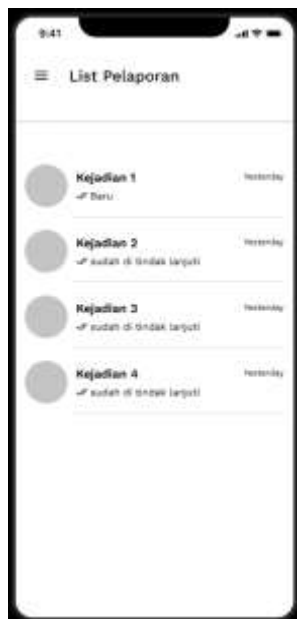 9:41
List Pelaporan
Kejadian 1
Yesterday
Baru
Kejadian 2
Yesterday
sudah di tindak lanjuti
Kejadian 3
Yesterday
sudah di tindak lanjuti
Kejadian 4
Yesterday
sudah di tindak lanjuti